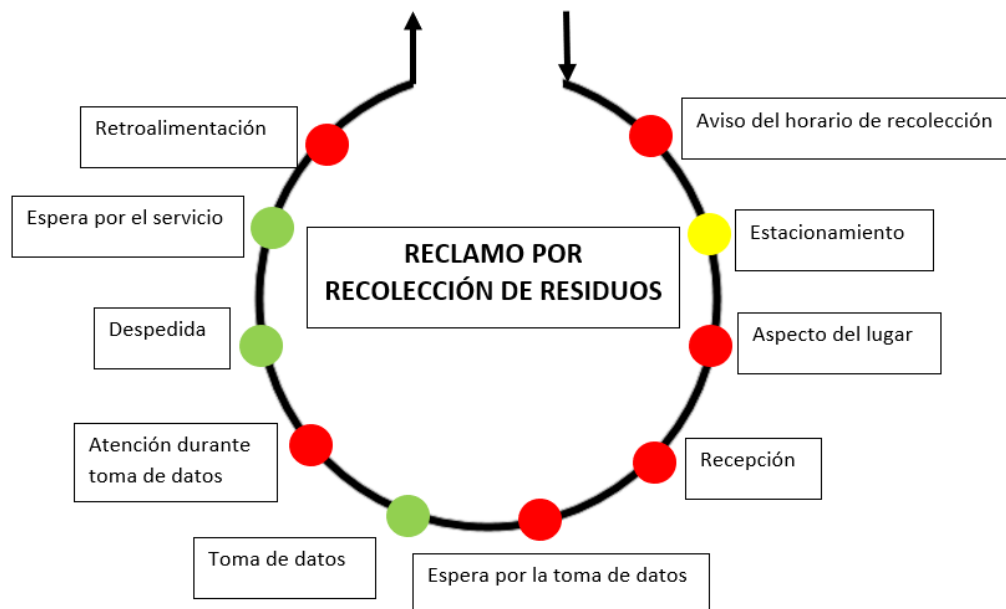 Retroalimentación
Aviso del horario de recolección
Espera por el servicio
Estacionamiento
RECLAMO POR
RECOLECCIÓN DE RESIDUOS
Despedida
Aspecto del lugar
Atención durante
toma de datos
Recepción
Toma de datos
Espera por la toma de datos